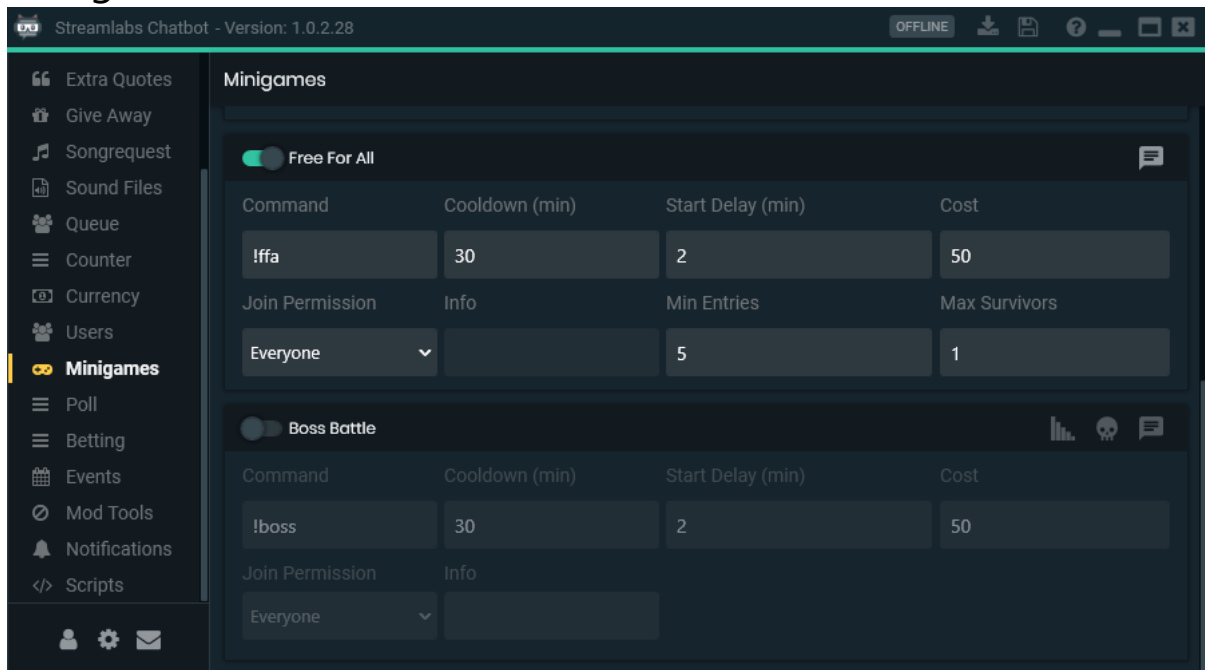 Streamlabs Chatbot - Version: 1.0.2.28 OFFLINE
Extra Quotes
Give Away
Songrequest
Sound Files
Queue
Counter
Currency
Users
Minigames
Poll
Betting
Events
Mod Tools
Notifications
Scripts
Minigames
Free For All
Command Cooldown (min) Start Delay (min) Cost
!ffa 30 2 50
Join Permission Info Min Entries Max Survivors
Everyone 5 1
Boss Battle
Command Cooldown (min) Start Delay (min) Cost
!boss 30 2 50
Join Permission Info
Everyone